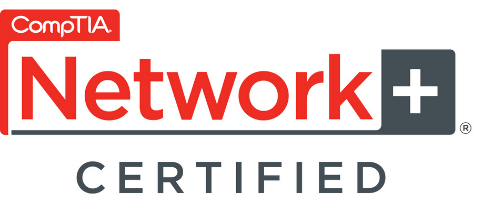 CompTIA.
Network+
®
CERTIFIED